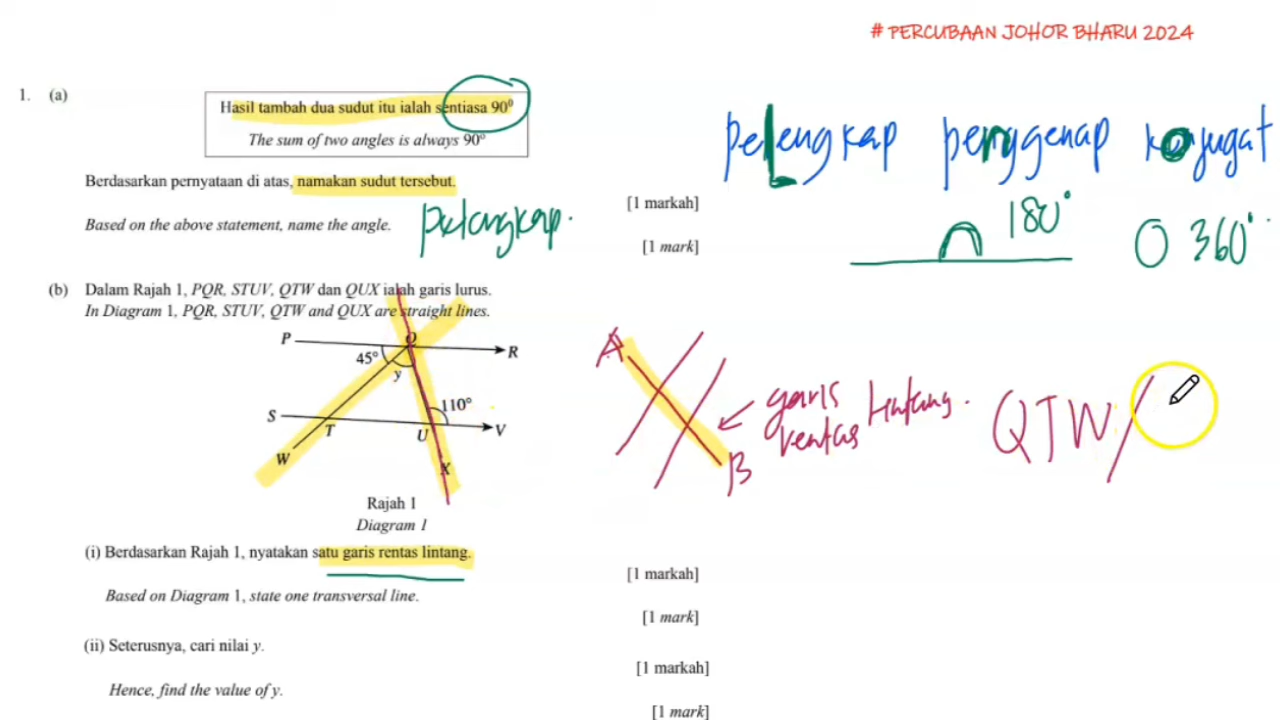 # PERCUBAAN JOHOR BHARU 2024
1. (a)
Hasil tambah dua sudut itu ialah sentiasa 90⁰
The sum of two angles is always 90⁰
Berdasarkan pernyataan di atas, namakan sudut tersebut.
[1 markah]
Based on the above statement, name the angle.
[1 mark]
pelengkap.
pelengkap penggenap konjugat
180°
360°
(b) Dalam Rajah 1, PQR, STUV, QTW dan QUX ialah garis lurus.
In Diagram 1, PQR, STUV, QTW and QUX are straight lines.
P
Q
R
45°
y
110°
S
T
U
V
W
X
Rajah 1
Diagram 1
A
B
garis rentas lintang.
QTW/
(i) Berdasarkan Rajah 1, nyatakan satu garis rentas lintang.
[1 markah]
Based on Diagram 1, state one transversal line.
[1 mark]
(ii) Seterusnya, cari nilai y.
[1 markah]
Hence, find the value of y.
[1 mark]